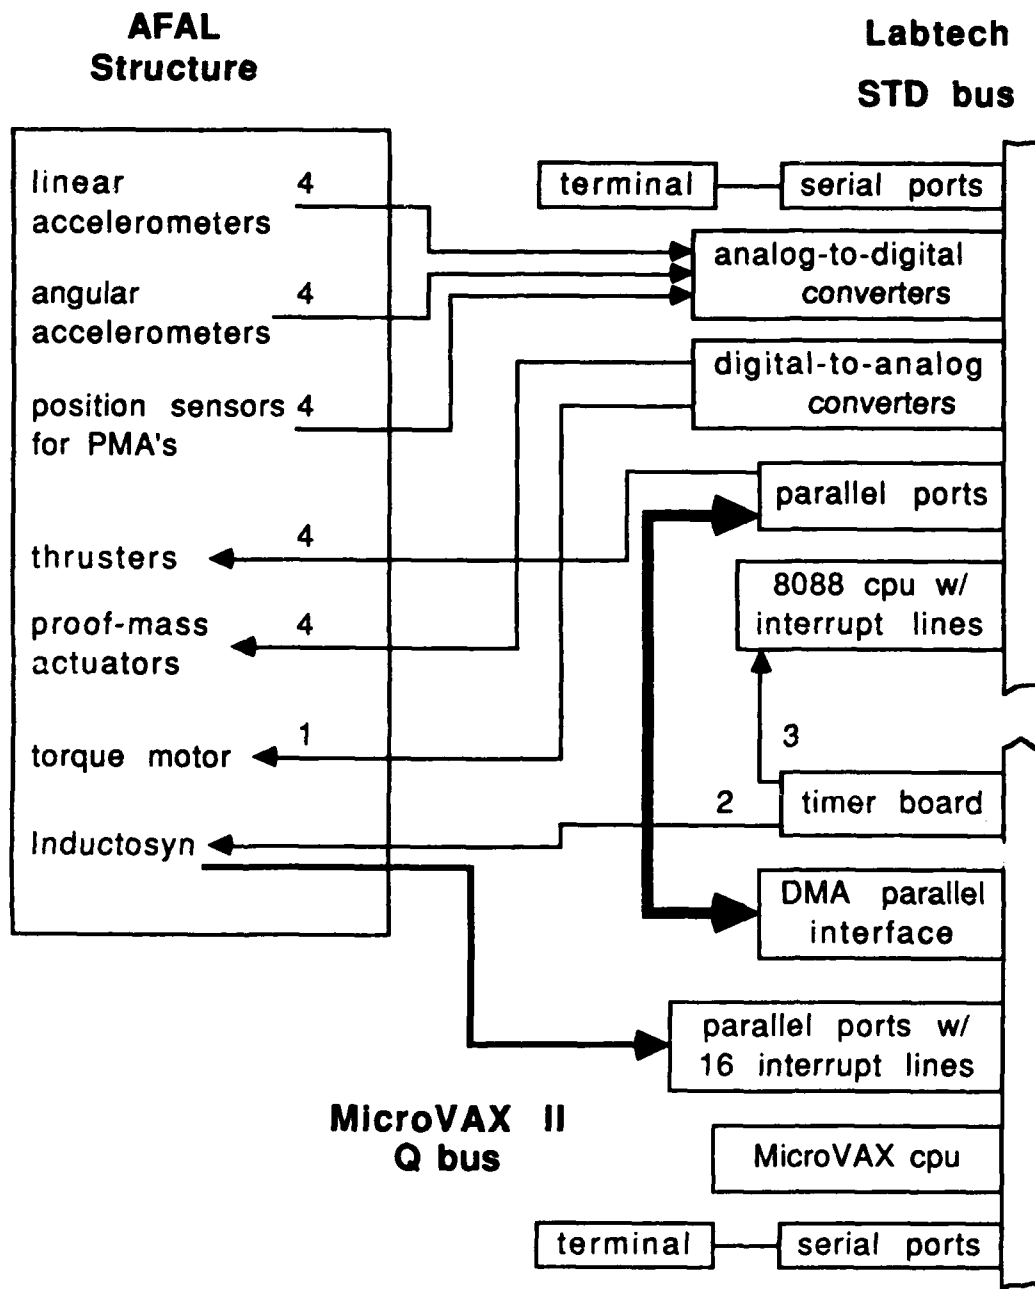 AFAL
Structure
Labtech
STD bus
linear
accelerometers
4
angular
accelerometers
4
position sensors
for PMA's
4
thrusters
4
proof-mass
actuators
4
torque motor
1
Inductosyn
terminal
serial ports
analog-to-digital
converters
digital-to-analog
converters
parallel ports
8088 cpu w/
interrupt lines
3
2
timer board
DMA parallel
interface
parallel ports w/
16 interrupt lines
MicroVAX II
Q bus
MicroVAX cpu
terminal
serial ports